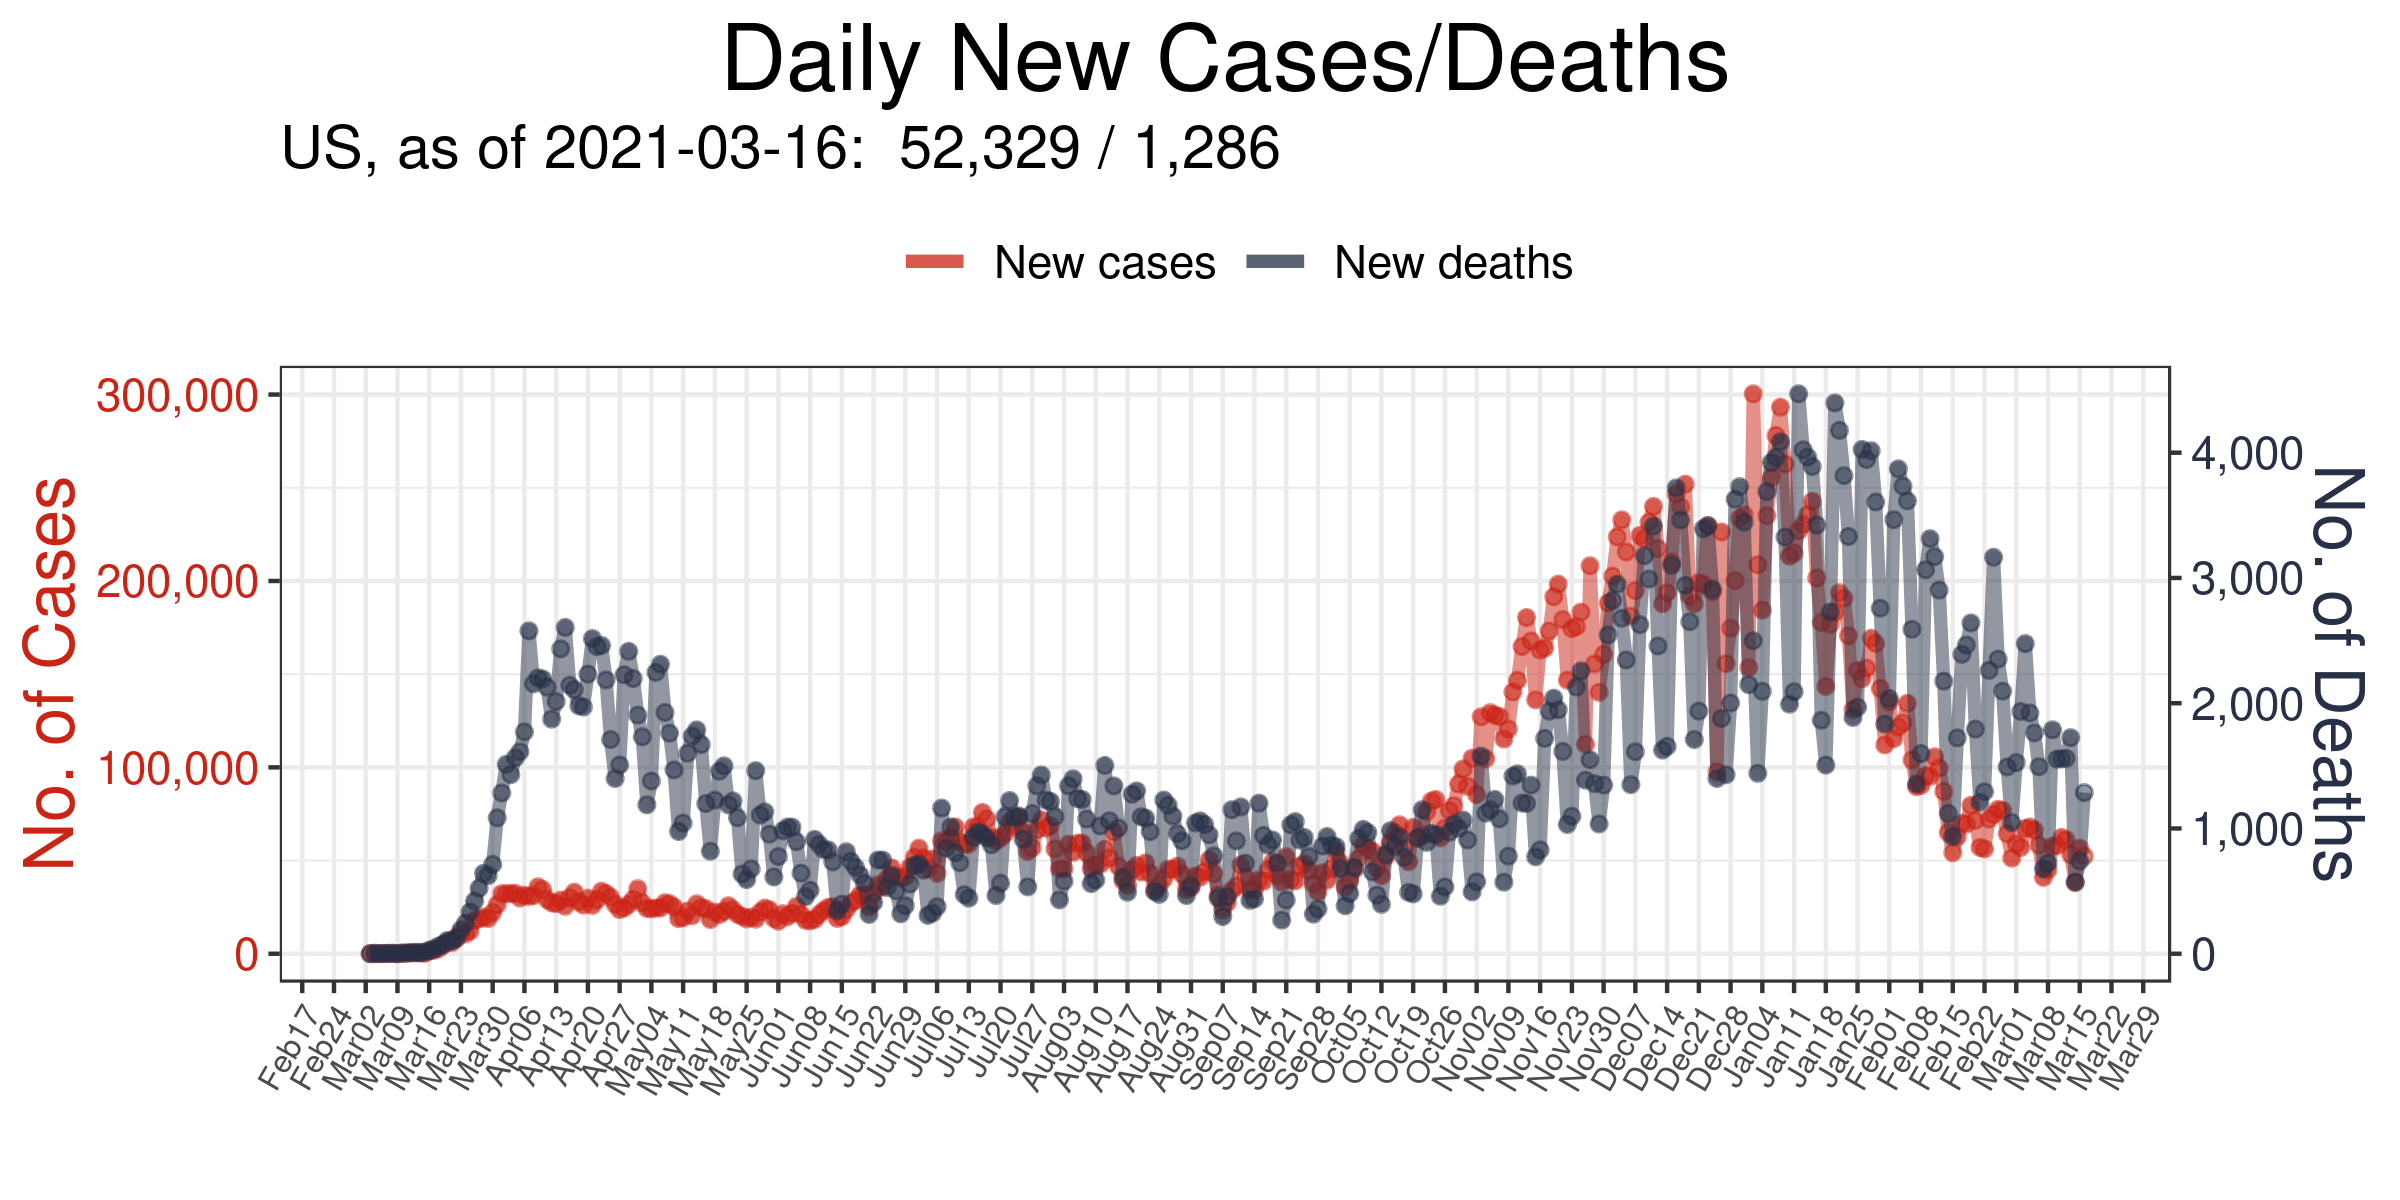 Daily New Cases/Deaths
US, as of 2021-03-16:  52,329 / 1,286
New cases
New deaths
No. of Cases
300,000
200,000
100,000
0
4,000
3,000
2,000
1,000
0
No. of Deaths
Feb17
Feb24
Mar02
Mar09
Mar16
Mar23
Mar30
Apr06
Apr13
Apr20
Apr27
May04
May11
May18
May25
Jun01
Jun08
Jun15
Jun22
Jun29
Jul06
Jul13
Jul20
Jul27
Aug03
Aug10
Aug17
Aug24
Aug31
Sep07
Sep14
Sep21
Sep28
Oct05
Oct12
Oct19
Oct26
Nov02
Nov09
Nov16
Nov23
Nov30
Dec07
Dec14
Dec21
Dec28
Jan04
Jan11
Jan18
Jan25
Feb01
Feb08
Feb15
Feb22
Mar01
Mar08
Mar15
Mar22
Mar29